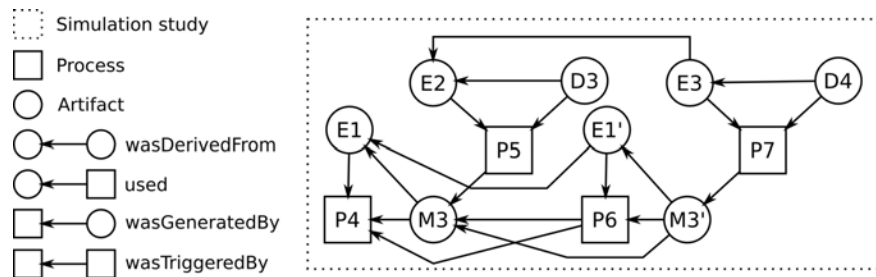 Simulation study
Process
Artifact
wasDerivedFrom
used
wasGeneratedBy
wasTriggeredBy
E2 D3 E3 D4
E1 P5 E1' P7
P4 M3 P6 M3'